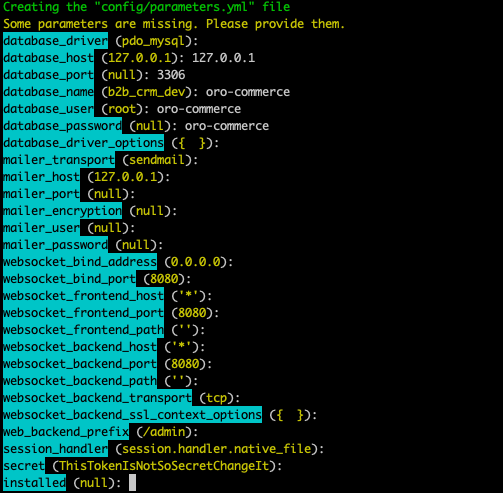 Creating the "config/parameters.yml" file
Some parameters are missing. Please provide them.
database_driver (pdo_mysql):
database_host (127.0.0.1): 127.0.0.1
database_port (null): 3306
database_name (b2b_crm_dev): oro-commerce
database_user (root): oro-commerce
database_password (null): oro-commerce
database_driver_options ({  }):
mailer_transport (sendmail):
mailer_host (127.0.0.1):
mailer_port (null):
mailer_encryption (null):
mailer_user (null):
mailer_password (null):
websocket_bind_address (0.0.0.0):
websocket_bind_port (8080):
websocket_frontend_host ('*'):
websocket_frontend_port (8080):
websocket_frontend_path (''):
websocket_backend_host ('*'):
websocket_backend_port (8080):
websocket_backend_path (''):
websocket_backend_transport (tcp):
websocket_backend_ssl_context_options ({  }):
web_backend_prefix (/admin):
session_handler (session.handler.native_file):
secret (ThisTokenIsNotSoSecretChangeIt):
installed (null):